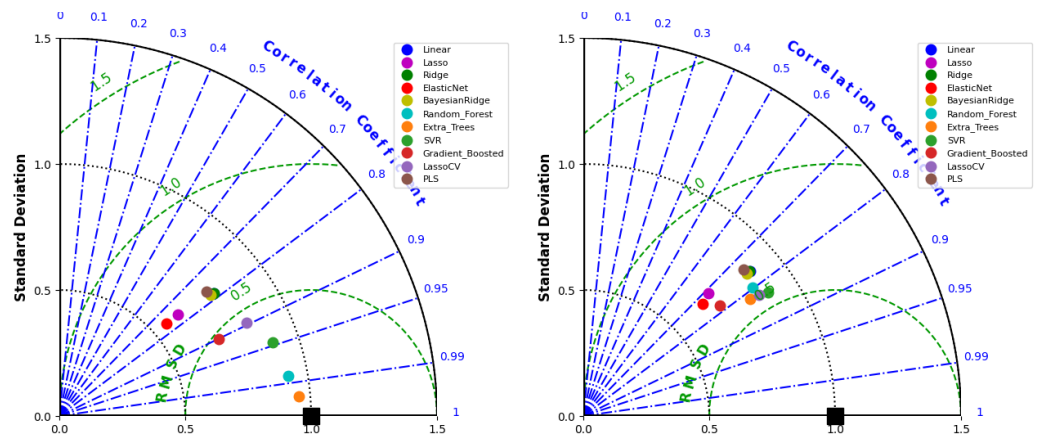 0
0.1
0.2
0.3
0.4
0.5
0.6
0.7
0.8
0.9
0.95
0.99
1
Correlation Coefficient
Standard Deviation
1.5
1.0
0.5
0.0
0.0
0.5
1.0
1.5
1.5
1.0
0.5
RMSD
Linear
Lasso
Ridge
ElasticNet
BayesianRidge
Random_Forest
Extra_Trees
SVR
Gradient_Boosted
LassoCV
PLS
0
0.1
0.2
0.3
0.4
0.5
0.6
0.7
0.8
0.9
0.95
0.99
1
Correlation Coefficient
Standard Deviation
1.5
1.0
0.5
0.0
0.0
0.5
1.0
1.5
1.5
1.0
RMSD
Linear
Lasso
Ridge
ElasticNet
BayesianRidge
Random_Forest
Extra_Trees
SVR
Gradient_Boosted
LassoCV
PLS